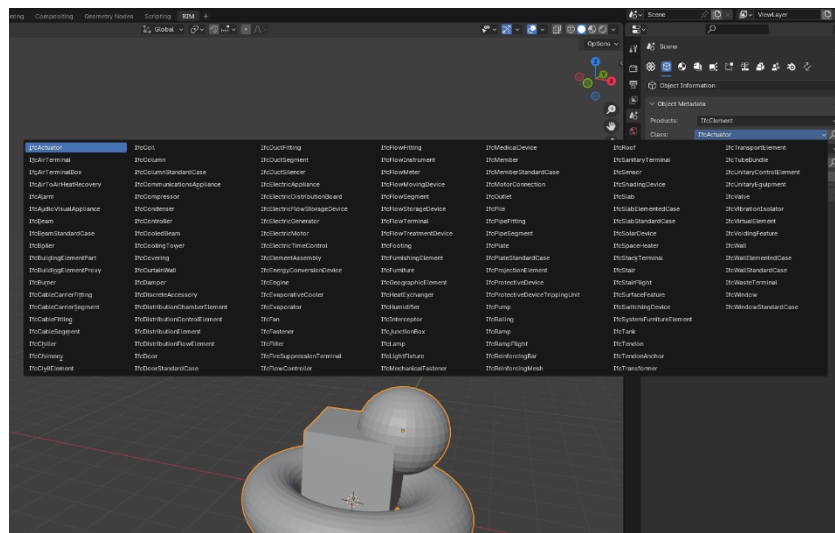 ering Compositing Geometry Nodes Scripting BIM +
Scene
ViewLayer
Global
Options
Z
Y
X
Scene
Object Information
Object Metadata
Products: IfcElement
Class: IfcActuator
IfcActuator
IfcAirTerminal
IfcAirTerminalBox
IfcAirToAirHeatRecovery
IfcAlarm
IfcAudioVisualAppliance
IfcBeam
IfcBeamStandardCase
IfcBoiler
IfcBuildingElementPart
IfcBuildingElementProxy
IfcBurner
IfcCableCarrierFitting
IfcCableCarrierSegment
IfcCableFitting
IfcCableSegment
IfcChiller
IfcChimney
IfcCivilElement
IfcCoil
IfcColumn
IfcColumnStandardCase
IfcCommunicationsAppliance
IfcCompressor
IfcCondenser
IfcController
IfcCooledBeam
IfcCoolingTower
IfcCovering
IfcCurtainWall
IfcDamper
IfcDiscreteAccessory
IfcDistributionChamberElement
IfcDistributionControlElement
IfcDistributionElement
IfcDistributionFlowElement
IfcDoor
IfcDoorStandardCase
IfcDuctFitting
IfcDuctSegment
IfcDuctSilencer
IfcElectricAppliance
IfcElectricDistributionBoard
IfcElectricFlowStorageDevice
IfcElectricGenerator
IfcElectricMotor
IfcElectricTimeControl
IfcElementAssembly
IfcEnergyConversionDevice
IfcEngine
IfcEvaporativeCooler
IfcEvaporator
IfcFan
IfcFastener
IfcFilter
IfcFireSuppressionTerminal
IfcFlowController
IfcFlowFitting
IfcFlowInstrument
IfcFlowMeter
IfcFlowMovingDevice
IfcFlowSegment
IfcFlowStorageDevice
IfcFlowTerminal
IfcFlowTreatmentDevice
IfcFooting
IfcFurnishingElement
IfcFurniture
IfcGeographicElement
IfcHeatExchanger
IfcHumidifier
IfcInterceptor
IfcJunctionBox
IfcLamp
IfcLightFixture
IfcMechanicalFastener
IfcMedicalDevice
IfcMember
IfcMemberStandardCase
IfcMotorConnection
IfcOutlet
IfcPile
IfcPipeFitting
IfcPipeSegment
IfcPlate
IfcPlateStandardCase
IfcProjectionElement
IfcProtectiveDevice
IfcProtectiveDeviceTrippingUnit
IfcPump
IfcRailing
IfcRamp
IfcRampFlight
IfcReinforcingBar
IfcReinforcingMesh
IfcRoof
IfcSanitaryTerminal
IfcSensor
IfcShadingDevice
IfcSlab
IfcSlabElementedCase
IfcSlabStandardCase
IfcSolarDevice
IfcSpaceHeater
IfcStackTerminal
IfcStair
IfcStairFlight
IfcSurfaceFeature
IfcSwitchingDevice
IfcSystemFurnitureElement
IfcTank
IfcTendon
IfcTendonAnchor
IfcTransformer
IfcTransportElement
IfcTubeBundle
IfcUnitaryControlElement
IfcUnitaryEquipment
IfcValve
IfcVibrationIsolator
IfcVirtualElement
IfcVoidingFeature
IfcWall
IfcWallElementedCase
IfcWallStandardCase
IfcWasteTerminal
IfcWindow
IfcWindowStandardCase